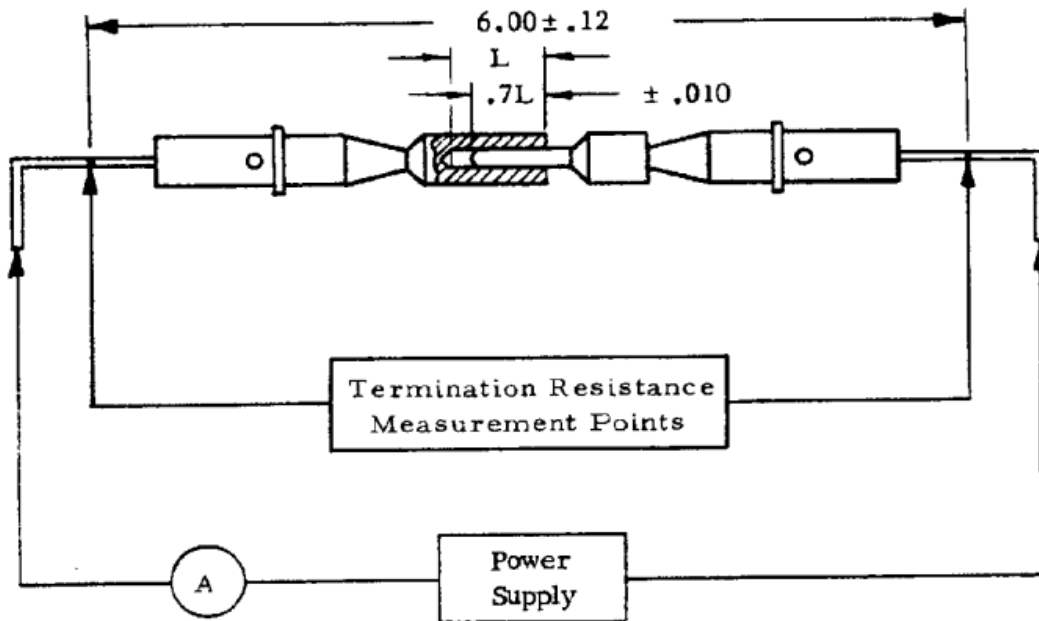 6.00 ± .12
L
.7L ± .010
Termination Resistance
Measurement Points
A
Power
Supply